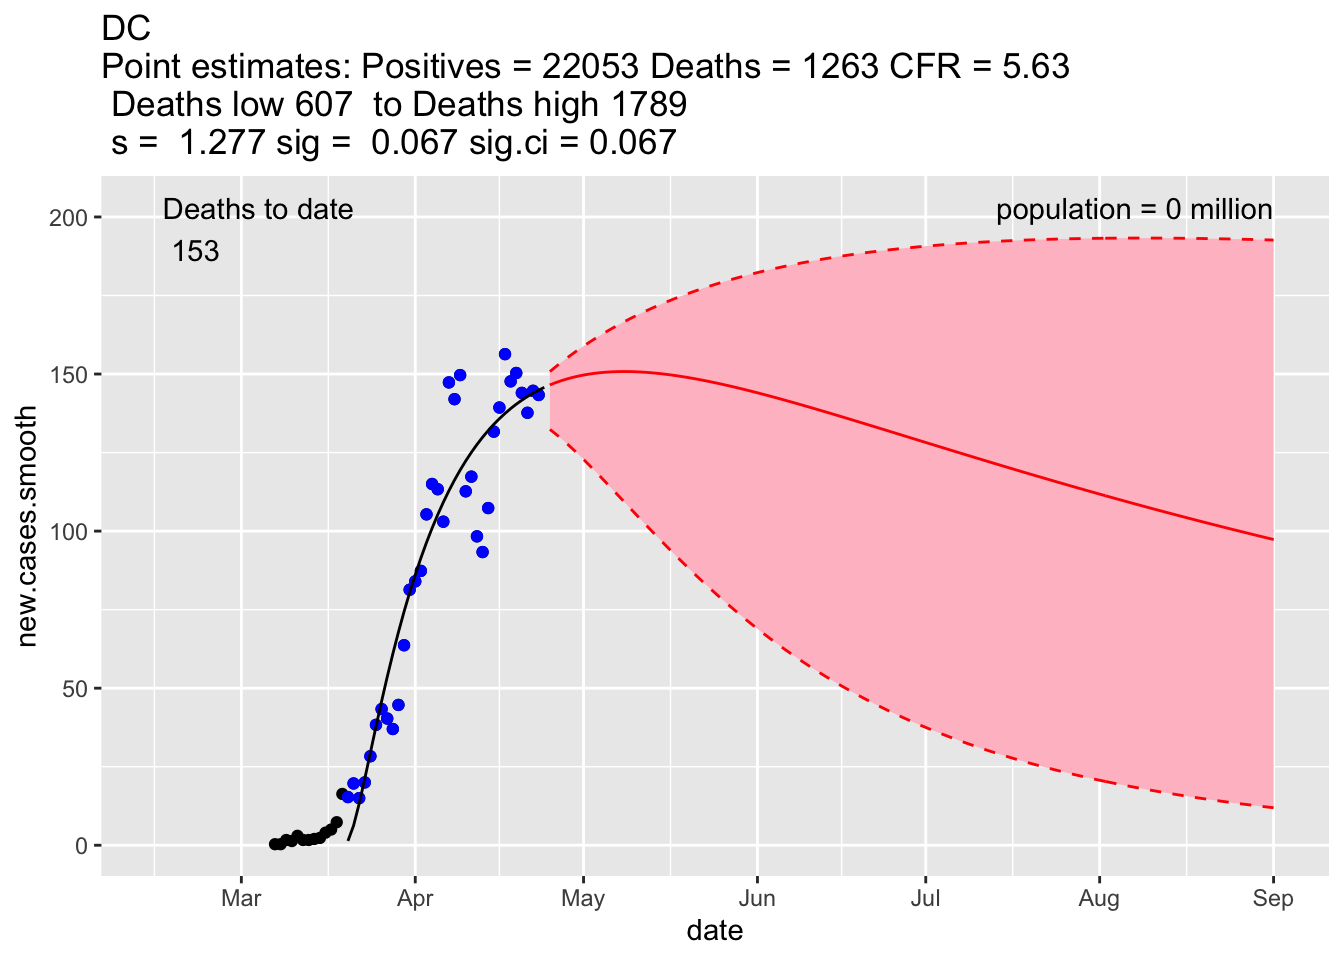 DC
Point estimates: Positives = 22053 Deaths = 1263 CFR = 5.63
Deaths low 607  to Deaths high 1789
s =  1.277 sig =  0.067 sig.ci = 0.067
Deaths to date
153
population = 0 million
200
150
100
50
0
new.cases.smooth
Mar Apr May Jun Jul Aug Sep
date